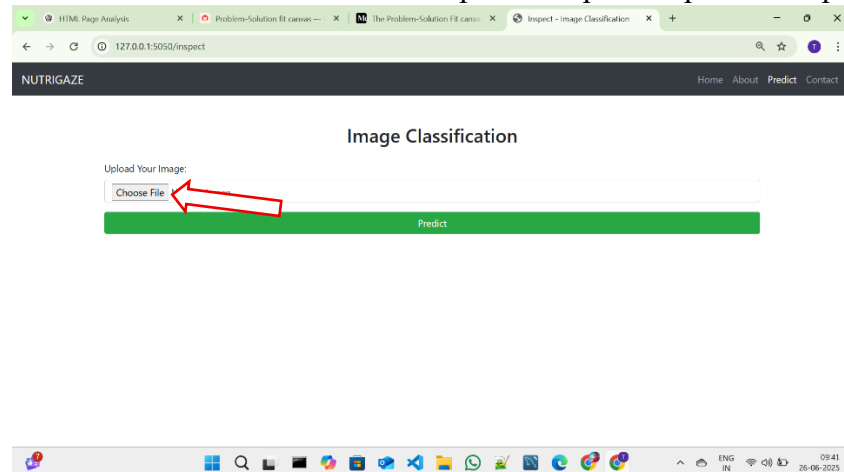 HTML Page Analysis
Problem-Solution fit canvas —
The Problem-Solution Fit canva
Inspect - Image Classification
127.0.0.1:5050/inspect
NUTRIGAZE
Home About Predict Contact
Image Classification
Upload Your Image:
Choose File
Predict
ENG
IN
09:41
26-06-2025